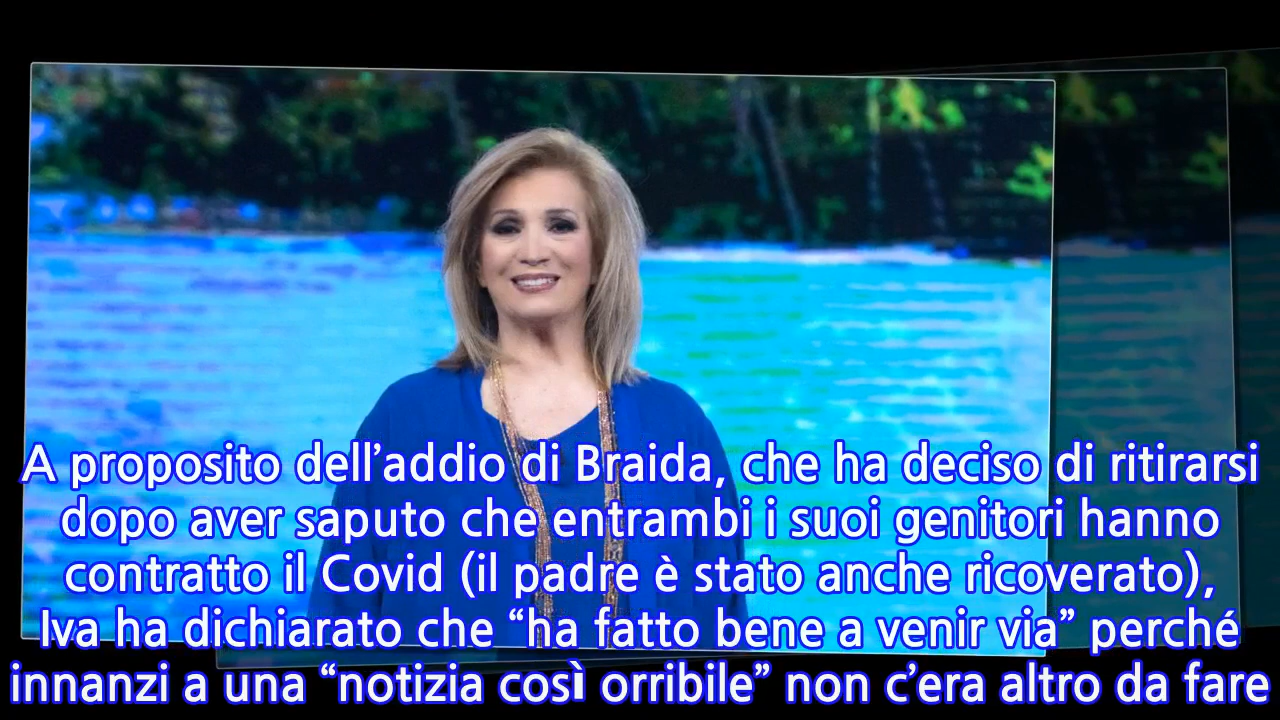 A proposito dell’addio di Braida, che ha deciso di ritirarsi
dopo aver saputo che entrambi i suoi genitori hanno
contratto il Covid (il padre è stato anche ricoverato),
Iva ha dichiarato che “ha fatto bene a venir via” perché
innanzi a una “notizia così orribile” non c’era altro da fare